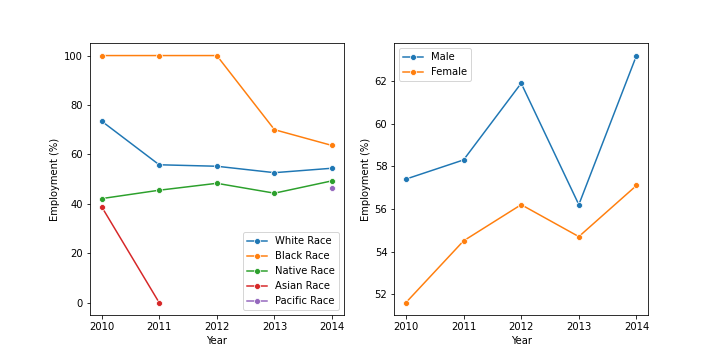 100
80
60
40
20
0
Employment (%)
2010 2011 2012 2013 2014
Year
White Race
Black Race
Native Race
Asian Race
Pacific Race
62
60
58
56
54
52
Employment (%)
2010 2011 2012 2013 2014
Year
Male
Female